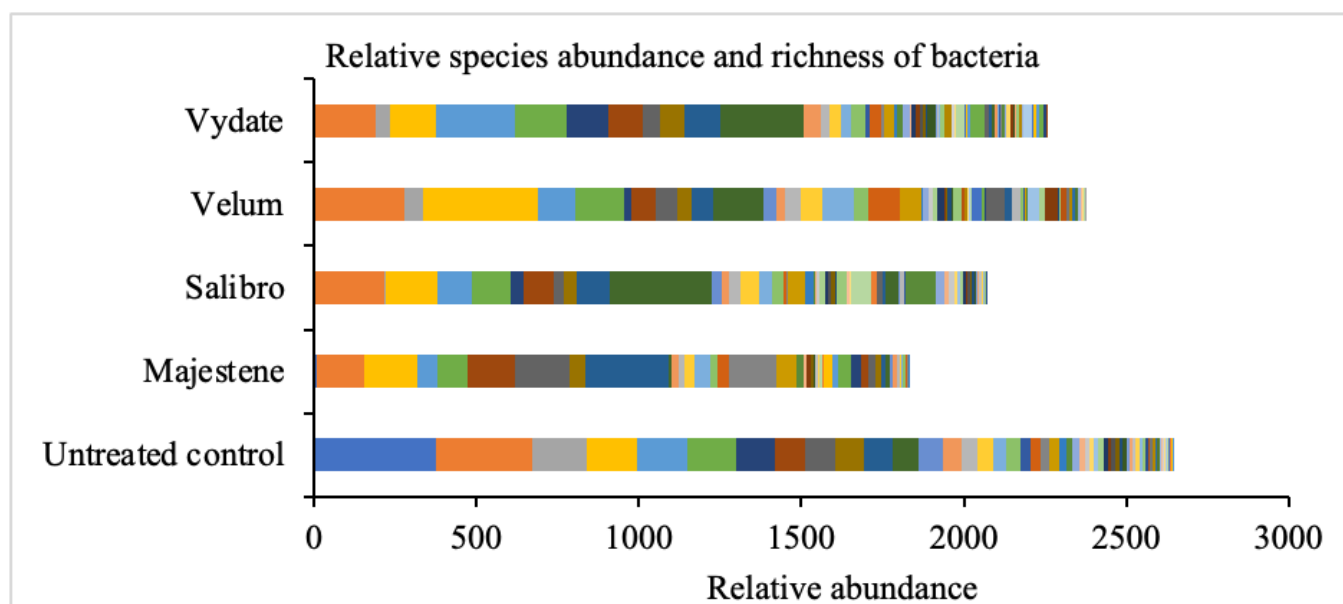 Relative species abundance and richness of bacteria
Vydate
Velum
Salibro
Majestene
Untreated control
0 500 1000 1500 2000 2500 3000
Relative abundance